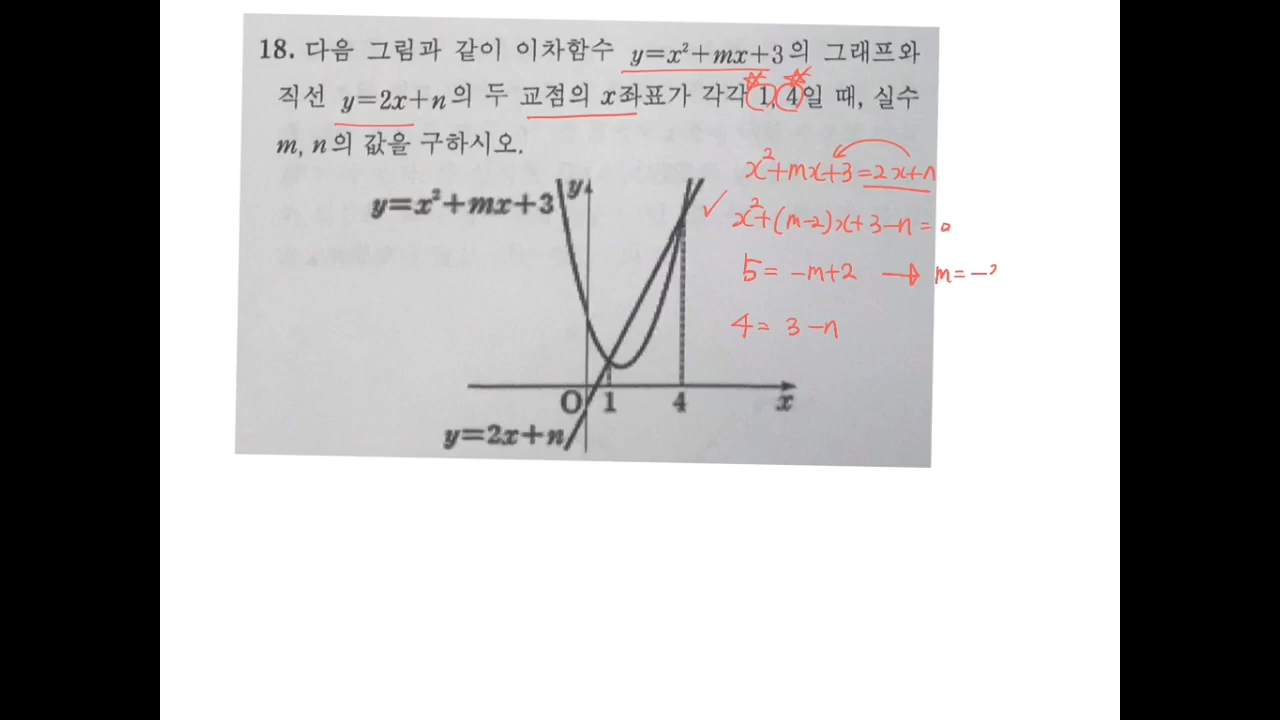 18. 다음 그림과 같이 이차함수 y=x²+mx+3의 그래프와
직선 y=2x+n의 두 교점의 x좌표가 각각 1, 4일 때, 실수
m, n의 값을 구하시오.
x²+mx+3=2x+n
y=x²+mx+3
y
x²+(m-2)x+3-n=0
5=-m+2 → m=-3
4=3-n
O 1 4 x
y=2x+n